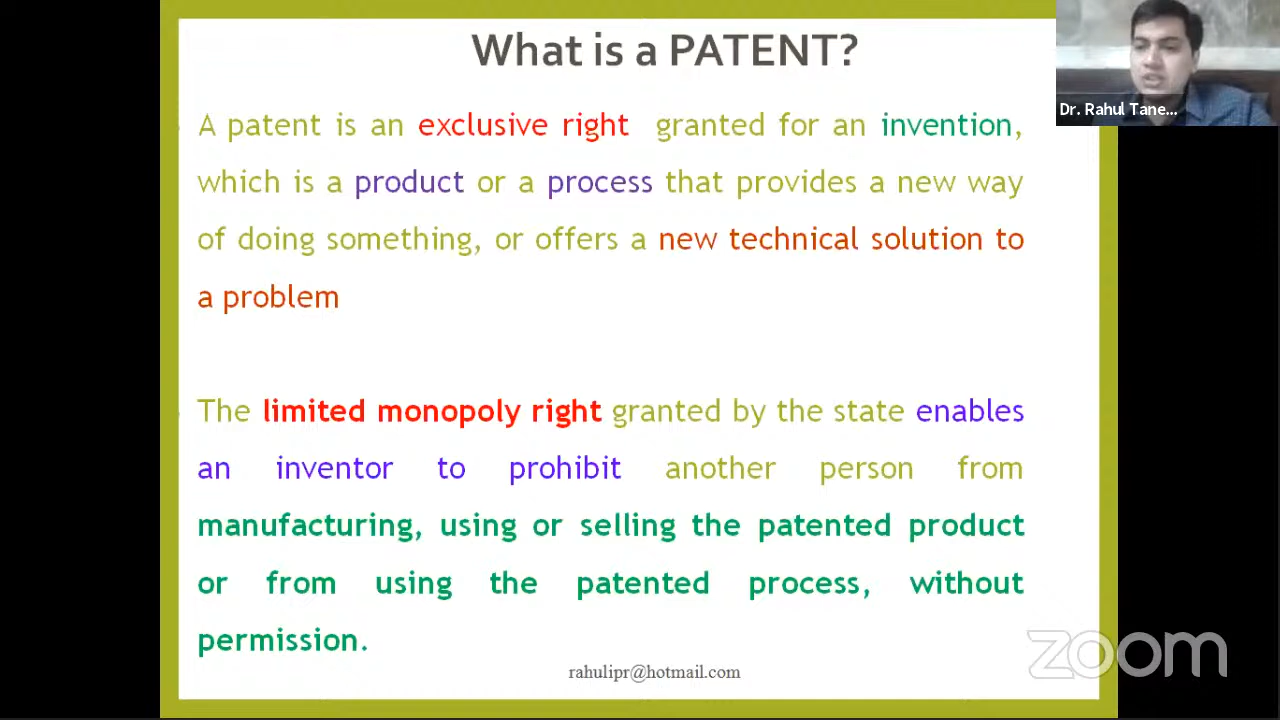 What is a PATENT?
A patent is an exclusive right granted for an invention,
which is a product or a process that provides a new way
of doing something, or offers a new technical solution to
a problem
The limited monopoly right granted by the state enables
an inventor to prohibit another person from
manufacturing, using or selling the patented product
or from using the patented process, without
permission.
rahulipr@hotmail.com
Dr. Rahul Tane...
zoom